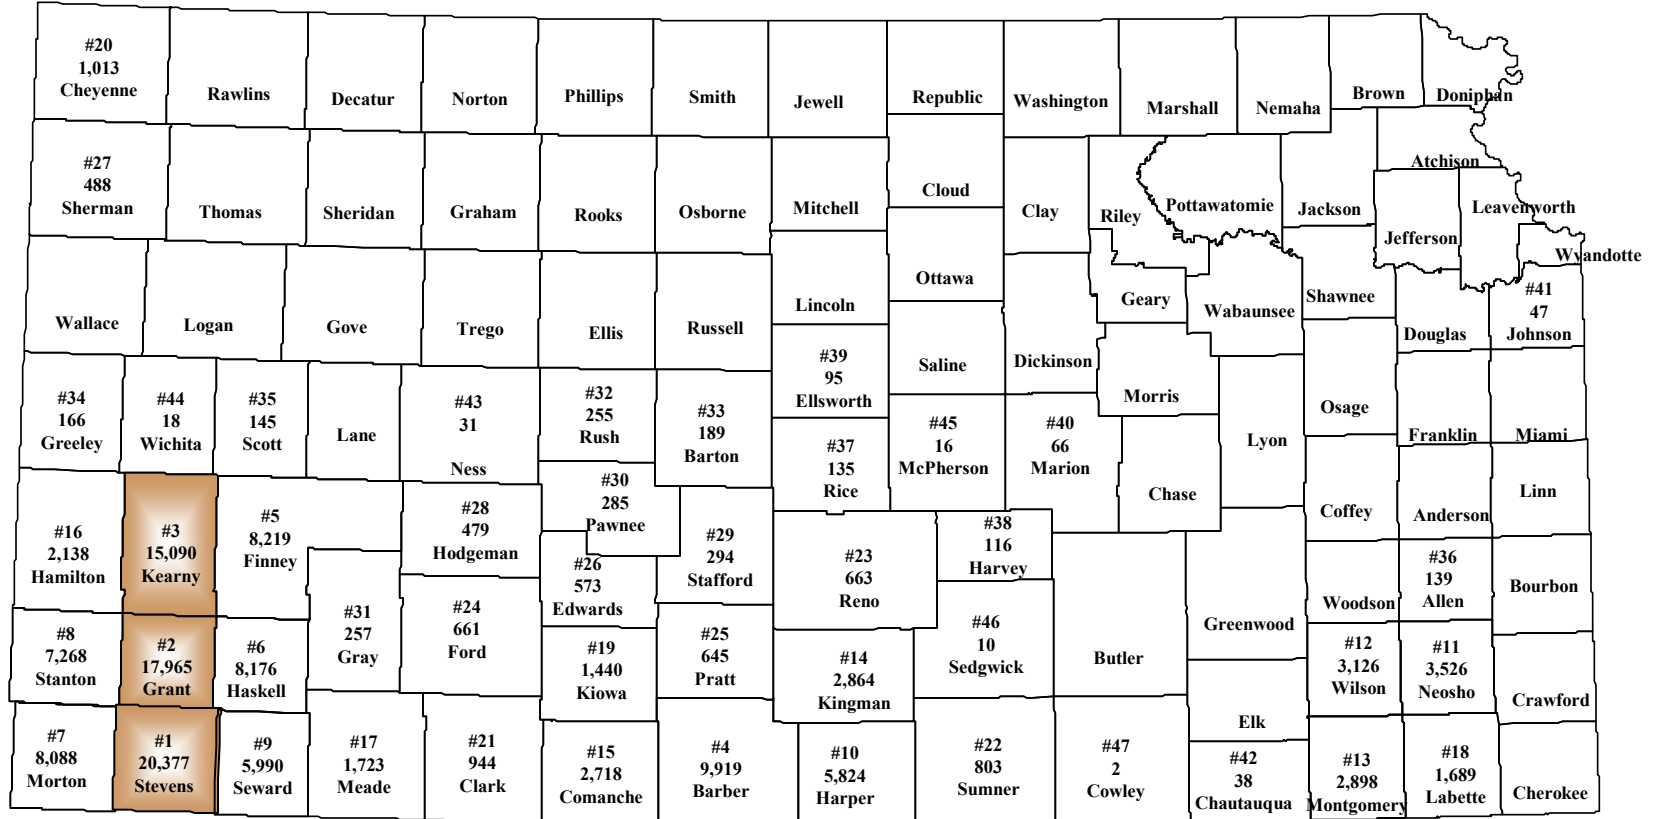 #20
1,013
Cheyenne
Rawlins
Decatur
Norton
Phillips
Smith
Jewell
Republic
Washington
Marshall
Nemaha
Brown
Doniphan
#27
488
Sherman
Thomas
Sheridan
Graham
Rooks
Osborne
Mitchell
Cloud
Clay
Riley
Pottawatomie
Jackson
Atchison
Jefferson
Leavenworth
Wyandotte
Wallace
Logan
Gove
Trego
Ellis
Russell
Lincoln
Ottawa
Geary
Wabaunsee
Shawnee
Douglas
#41
47
Johnson
#34
166
Greeley
#44
18
Wichita
#35
145
Scott
Lane
#43
31
Ness
#32
255
Rush
#33
189
Barton
#39
95
Ellsworth
Saline
Dickinson
Morris
Osage
Franklin
Miami
#37
135
Rice
#45
16
McPherson
#40
66
Marion
Chase
Lyon
Coffey
Anderson
Linn
#16
2,138
Hamilton
#3
15,090
Kearny
#5
8,219
Finney
#28
479
Hodgeman
#30
285
Pawnee
#29
294
Stafford
#23
663
Reno
#38
116
Harvey
#26
573
Edwards
#31
257
Gray
#24
661
Ford
#8
7,268
Stanton
#2
17,965
Grant
#6
8,176
Haskell
#19
1,440
Kiowa
#25
645
Pratt
#14
2,864
Kingman
#46
10
Sedgwick
Butler
Greenwood
Woodson
#36
139
Allen
Bourbon
#12
3,126
Wilson
#11
3,526
Neosho
Crawford
Elk
#7
8,088
Morton
#1
20,377
Stevens
#9
5,990
Seward
#17
1,723
Meade
#21
944
Clark
#15
2,718
Comanche
#4
9,919
Barber
#10
5,824
Harper
#22
803
Sumner
#47
2
Cowley
#42
38
Chautauqua
#13
2,898
Montgomery
#18
1,689
Labette
Cherokee